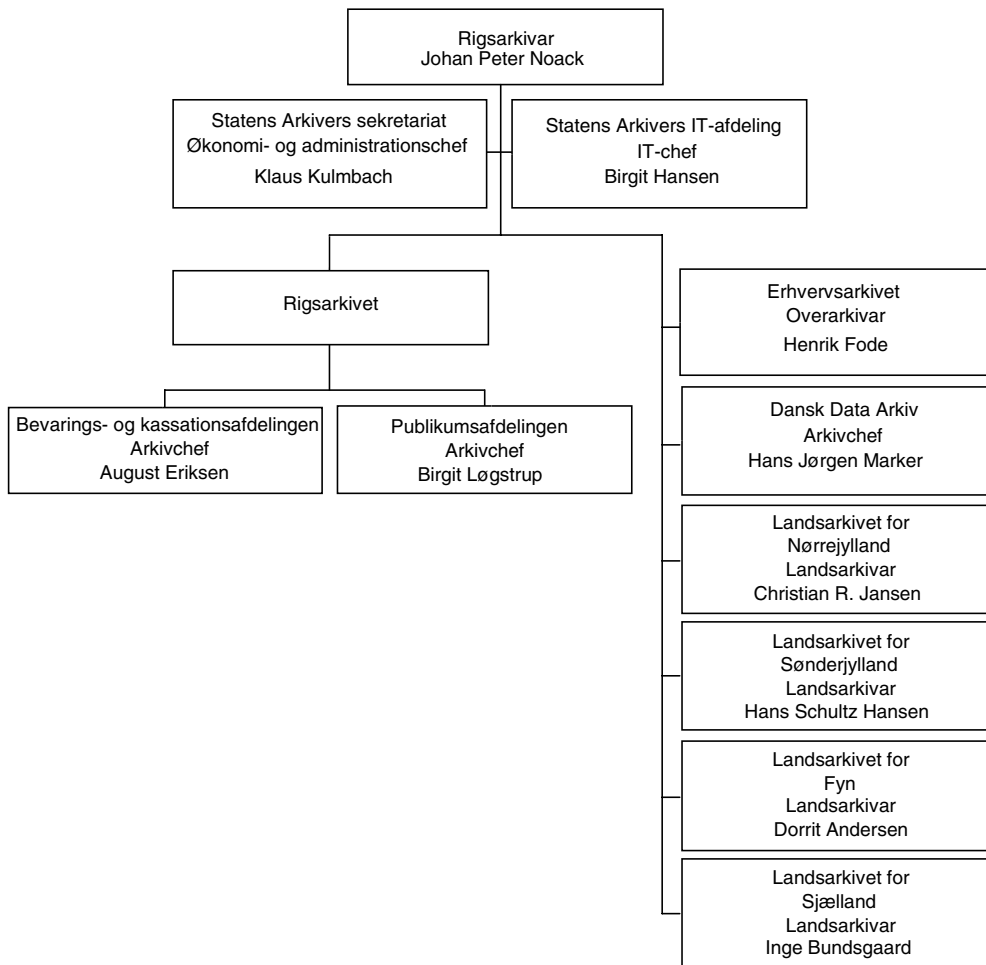 Rigsarkivar
Johan Peter Noack
Statens Arkivers sekretariat
Økonomi- og administrationschef
Klaus Kulmbach
Statens Arkivers IT-afdeling
IT-chef
Birgit Hansen
Rigsarkivet
Bevarings- og kassationsafdelingen
Arkivchef
August Eriksen
Publikumsafdelingen
Arkivchef
Birgit Løgstrup
Erhvervsarkivet
Overarkivar
Henrik Fode
Dansk Data Arkiv
Arkivchef
Hans Jørgen Marker
Landsarkivet for
Nørrejylland
Landsarkivar
Christian R. Jansen
Landsarkivet for
Sønderjylland
Landsarkivar
Hans Schultz Hansen
Landsarkivet for
Fyn
Landsarkivar
Dorrit Andersen
Landsarkivet for
Sjælland
Landsarkivar
Inge Bundsgaard